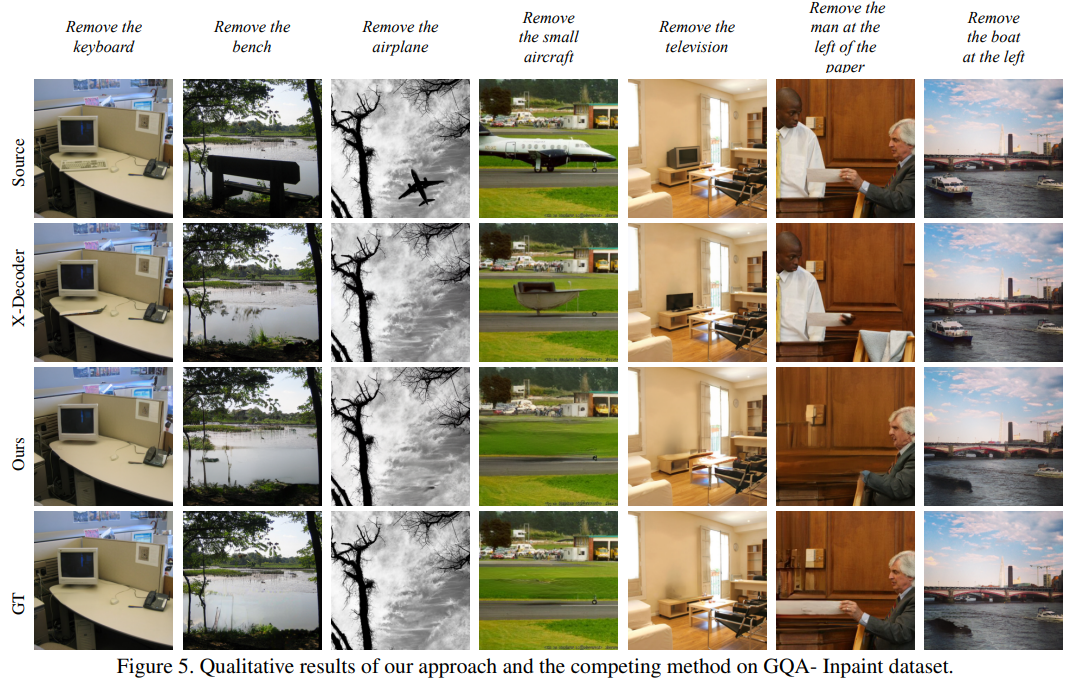 Remove the
keyboard
Remove the
bench
Remove the
airplane
Remove
the small
aircraft
Remove the
television
Remove the
man at the
left of the
paper
Remove
the boat
at the left
Source
X-Decoder
Ours
GT
Figure 5. Qualitative results of our approach and the competing method on GQA- Inpaint dataset.